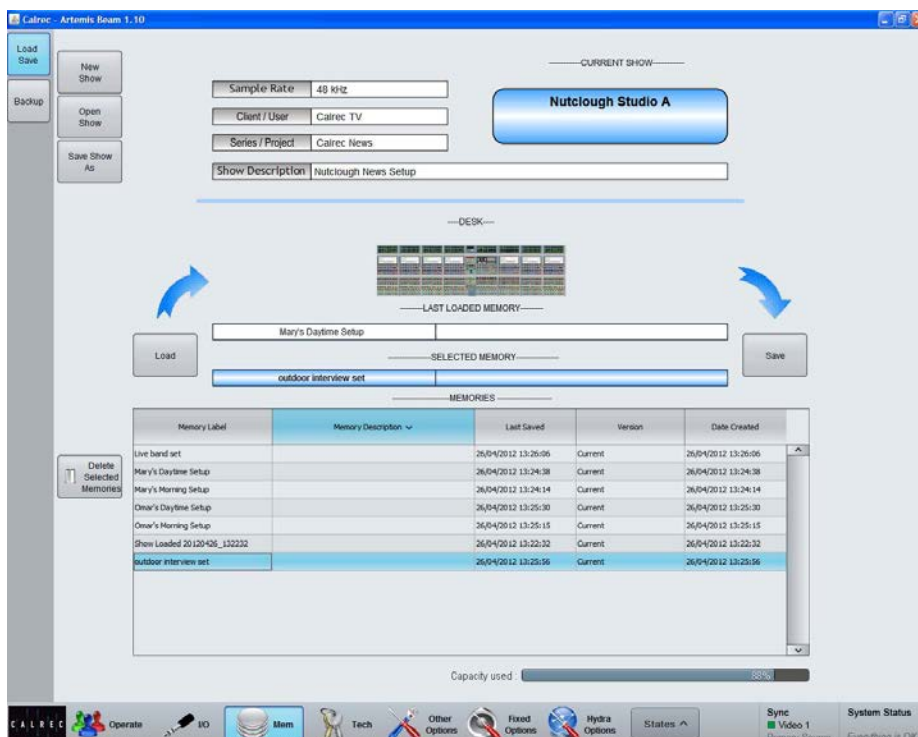 Calrec - Artemis Beam 1.10
Load
Save
Backup
New
Show
Open
Show
Save Show
As
CURRENT SHOW
Nutclough Studio A
Sample Rate 48 kHz
Client / User Calrec TV
Series / Project Calrec News
Show Description Nutclough News Setup
DESK
LAST LOADED MEMORY
Mary's Daytime Setup
Load
Save
SELECTED MEMORY
outdoor interview set
MEMORIES
Memory Label Memory Description Last Saved Version Date Created
Live band set 26/04/2012 13:26:06 Current 26/04/2012 13:26:06
Mary's Daytime Setup 26/04/2012 13:24:38 Current 26/04/2012 13:24:38
Mary's Morning Setup 26/04/2012 13:24:14 Current 26/04/2012 13:24:14
Omar's Daytime Setup 26/04/2012 13:25:30 Current 26/04/2012 13:25:30
Omar's Morning Setup 26/04/2012 13:25:15 Current 26/04/2012 13:25:15
Show Loaded 20120426_132232 26/04/2012 13:22:32 Current 26/04/2012 13:22:32
outdoor interview set 26/04/2012 13:25:56 Current 26/04/2012 13:25:56
Delete
Selected
Memories
Capacity used : 88%
CALREC
Operate
I/O
Mem
Tech
Other
Options
Fixed
Options
Hydra
Options
States ^
Sync
Video 1
System Status